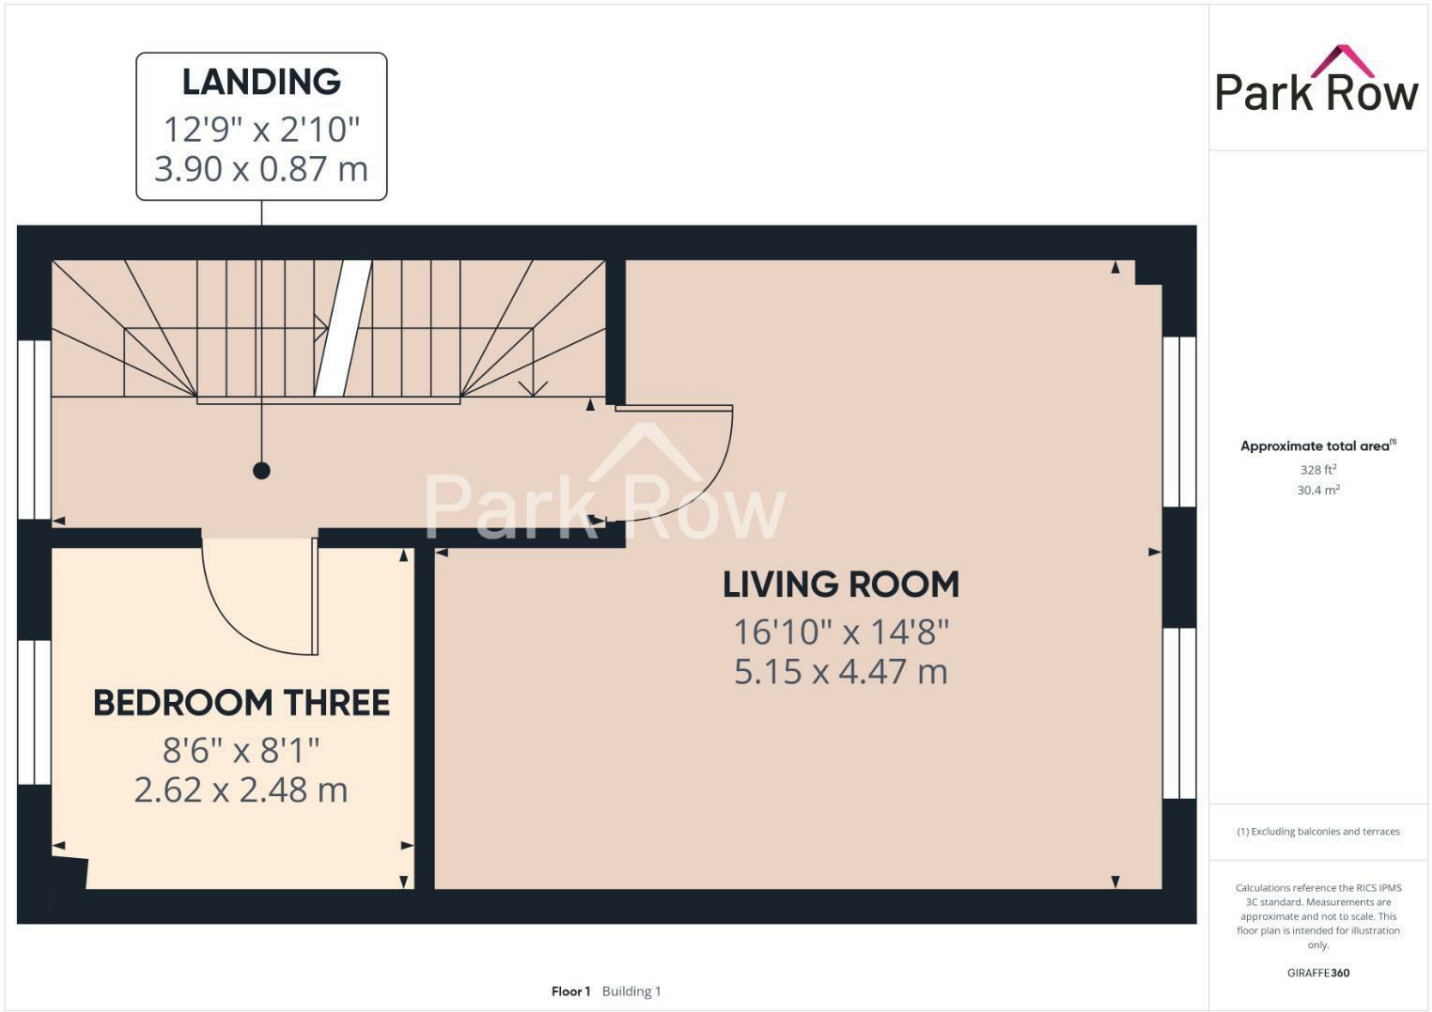 LANDING
12'9" x 2'10"
3.90 x 0.87 m
Park Row
LIVING ROOM
16'10" x 14'8"
5.15 x 4.47 m
BEDROOM THREE
8'6" x 8'1"
2.62 x 2.48 m
Floor 1 Building 1
Park Row
Approximate total area(1)
328 ft²
30.4 m²
(1) Excluding balconies and terraces
Calculations reference the RICS IPMS
3C standard. Measurements are
approximate and not to scale. This
floor plan is intended for illustration
only.
GIRAFFE360